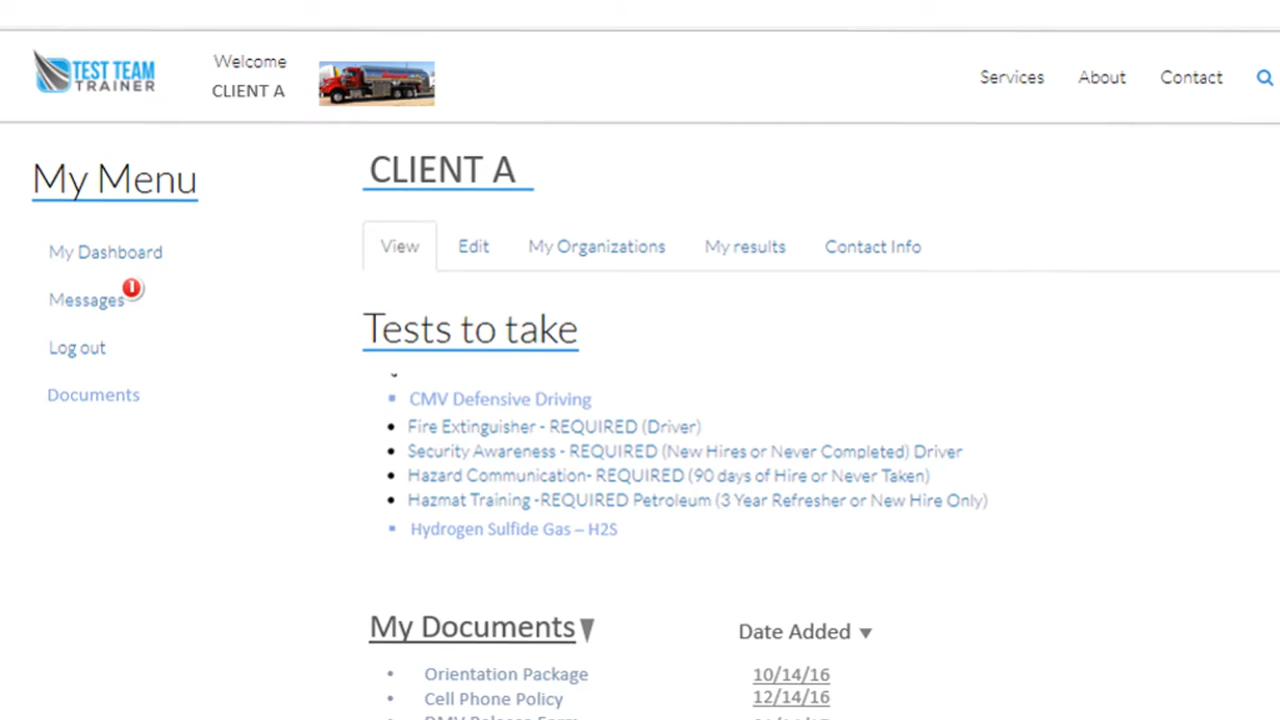 TEST TEAM
TRAINER
Welcome
CLIENT A
Services
About
Contact
My Menu
My Dashboard
Messages
1
Log out
Documents
CLIENT A
View
Edit
My Organizations
My results
Contact Info
Tests to take
CMV Defensive Driving
Fire Extinguisher - REQUIRED (Driver)
Security Awareness - REQUIRED (New Hires or Never Completed) Driver
Hazard Communication- REQUIRED (90 days of Hire or Never Taken)
Hazmat Training -REQUIRED Petroleum (3 Year Refresher or New Hire Only)
Hydrogen Sulfide Gas – H2S
My Documents
Date Added
Orientation Package 10/14/16
Cell Phone Policy 12/14/16